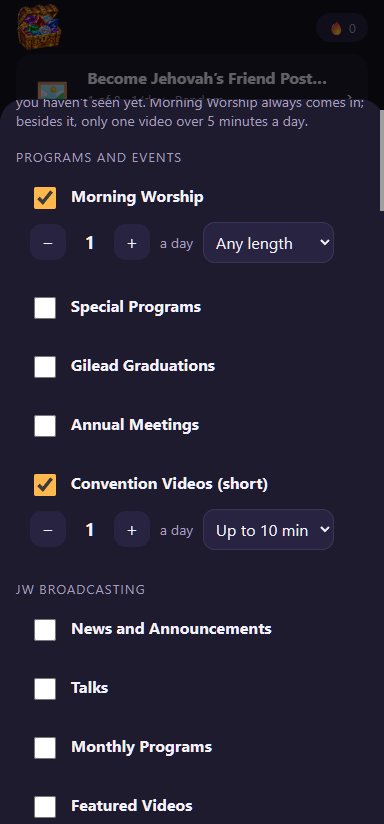 0
Become Jehovah's Friend Post...
you haven't seen yet. Morning Worship always comes in;
besides it, only one video over 5 minutes a day.
PROGRAMS AND EVENTS
Morning Worship
− 1 + a day Any length
Special Programs
Gilead Graduations
Annual Meetings
Convention Videos (short)
− 1 + a day Up to 10 min
JW BROADCASTING
News and Announcements
Talks
Monthly Programs
Featured Videos